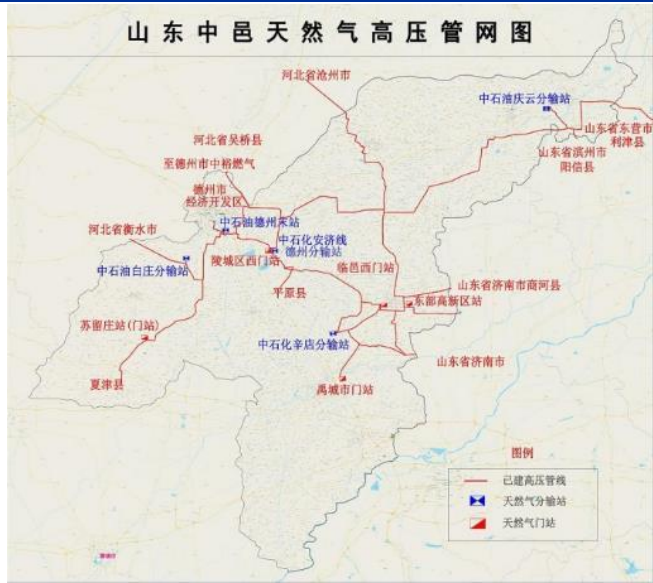 山东中邑天然气高压管网图
河北省沧州市
中石油庆云分输站
山东省东营市
利津县
河北省吴桥县
山东省滨州市
阳信县
至德州市中裕燃气
德州市
经济开发区
中石油德州末站
河北省衡水市
中石化安济线
德州分输站
陵城区西门站
临邑西门站
中石油白庄分输站
平原县
山东省济南市商河县
东部高新区站
苏留庄站(门站)
中石化辛店分输站
山东省济南市
夏津县
禹城市门站
图例
已建高压管线
天然气分输站
天然气门站